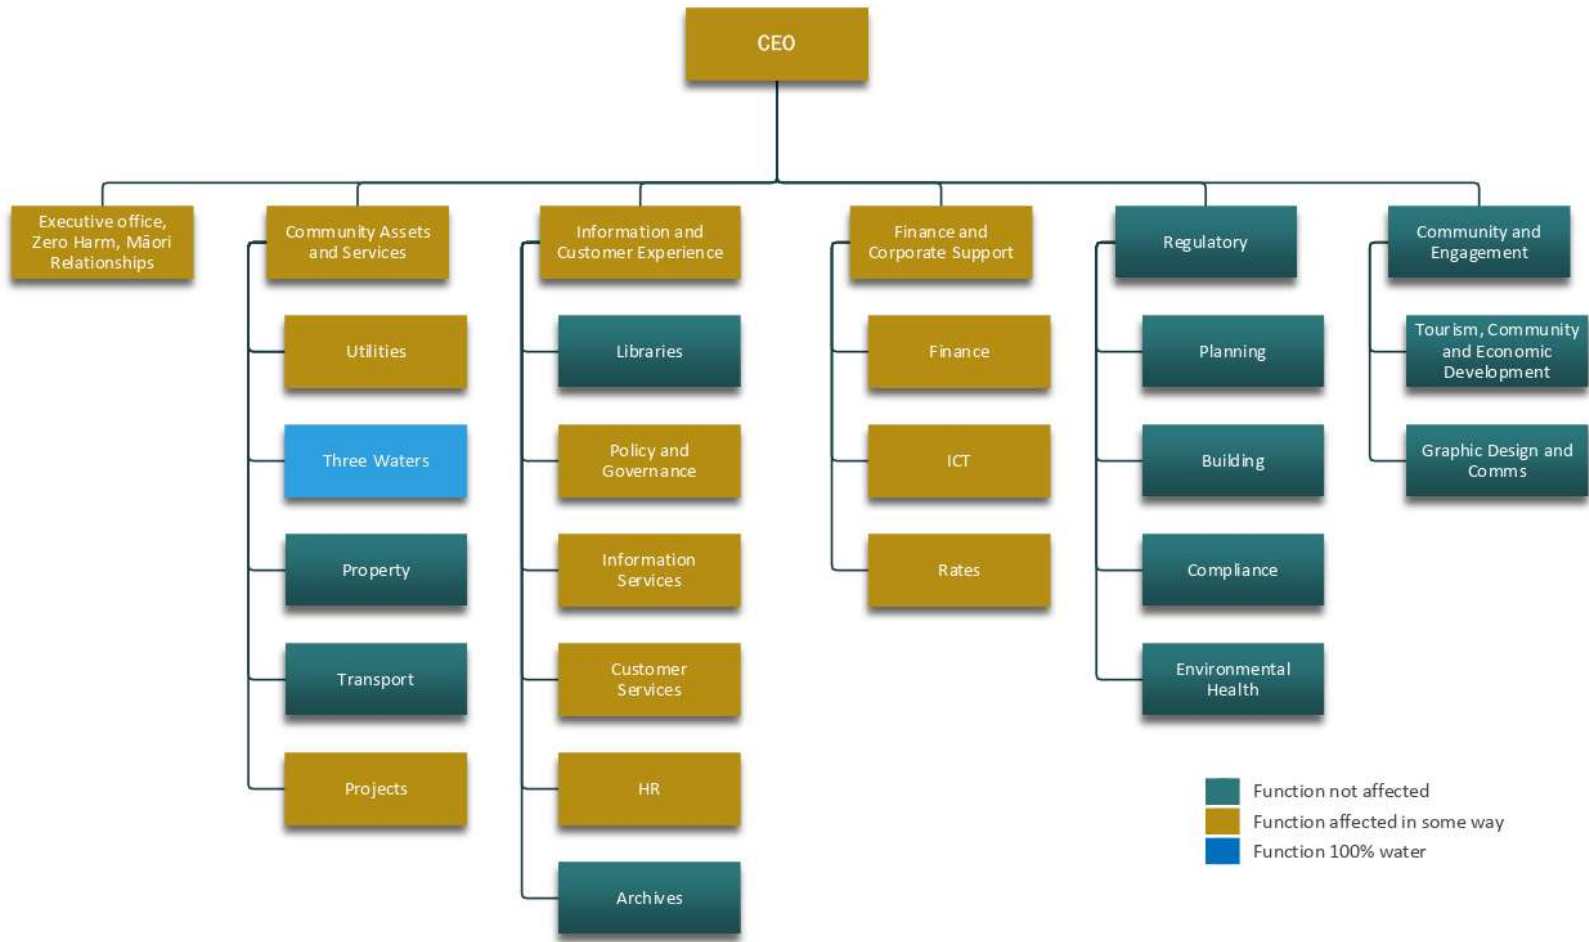 CEO
Executive office,
Zero Harm, Māori
Relationships
Community Assets
and Services
Utilities
Three Waters
Property
Transport
Projects
Information and
Customer Experience
Libraries
Policy and
Governance
Information
Services
Customer
Services
HR
Archives
Finance and
Corporate Support
Finance
ICT
Rates
Regulatory
Planning
Building
Compliance
Environmental
Health
Community and
Engagement
Tourism, Community
and Economic
Development
Graphic Design and
Comms
Function not affected
Function affected in some way
Function 100% water